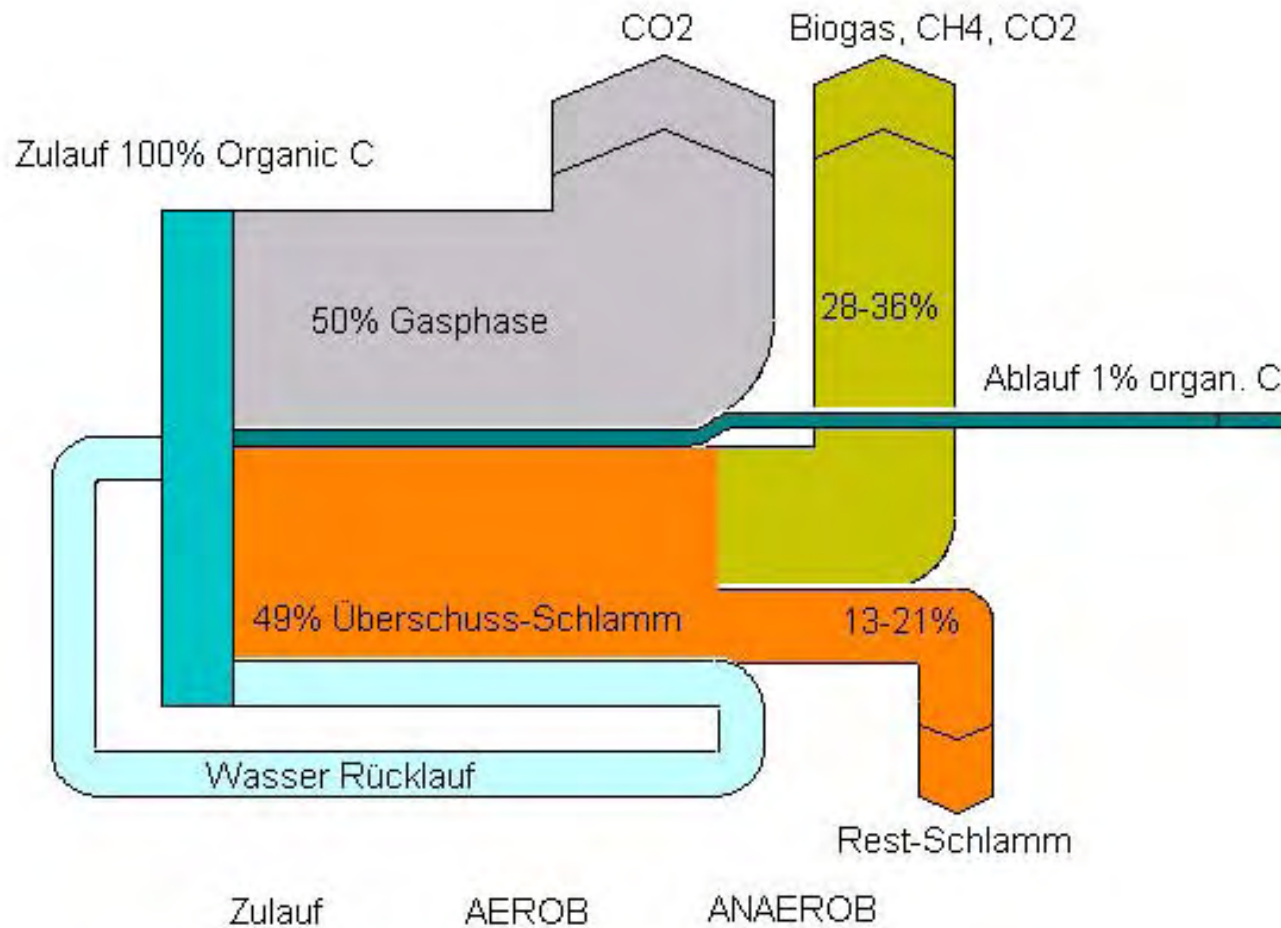 CO2
Biogas, CH4, CO2
Zulauf 100% Organic C
50% Gasphase
28-36%
Ablauf 1% organ. C
49% Überschuss-Schlamm
13-21%
Wasser Rücklauf
Rest-Schlamm
Zulauf AEROB ANAEROB